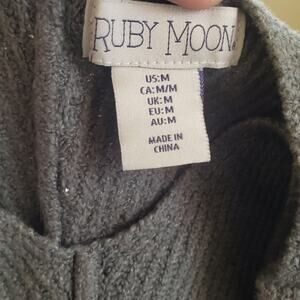 RUBY MOON
US:M
CA:M/M
UK:M
EU:M
AU:M
MADE IN
CHINA